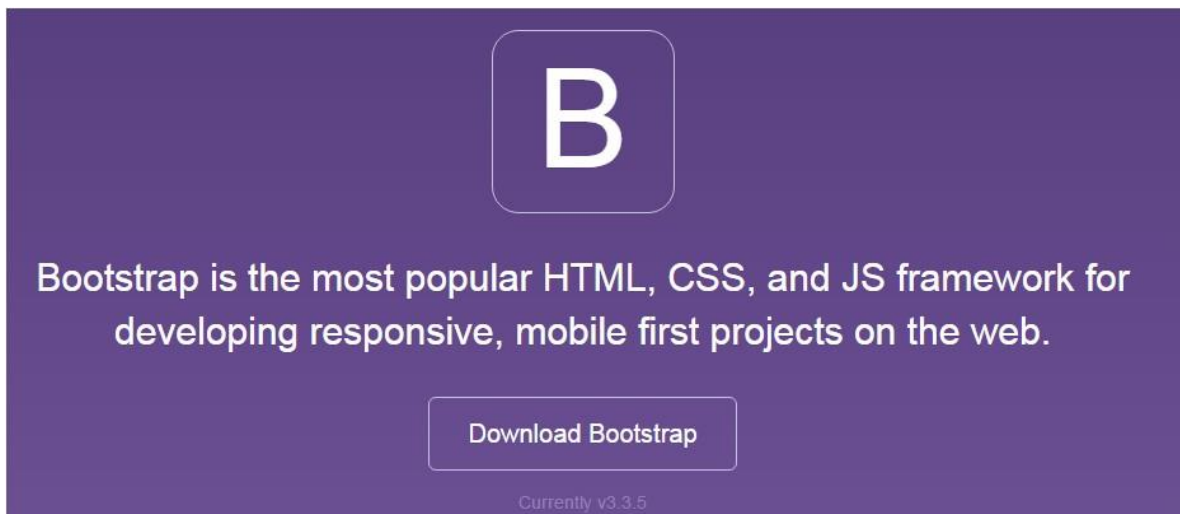 B
Bootstrap is the most popular HTML, CSS, and JS framework for
developing responsive, mobile first projects on the web.
Download Bootstrap
Currently v3.3.5